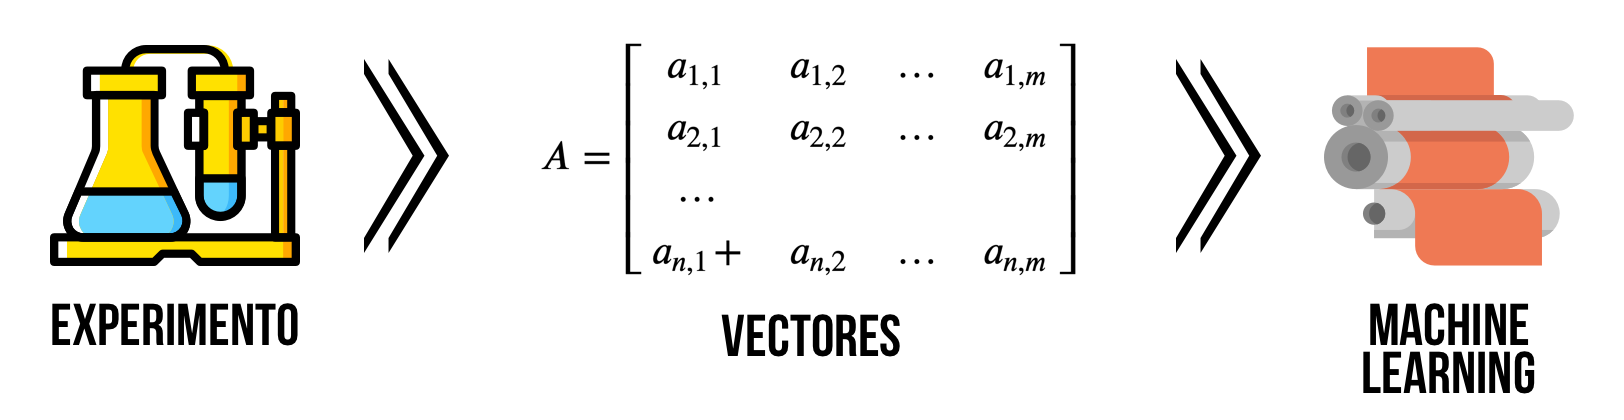 a1,1 a1,2 … a1,m
a2,1 a2,2 … a2,m
A =
…
an,1 + an,2 … an,m
EXPERIMENTO
VECTORES
MACHINE
LEARNING